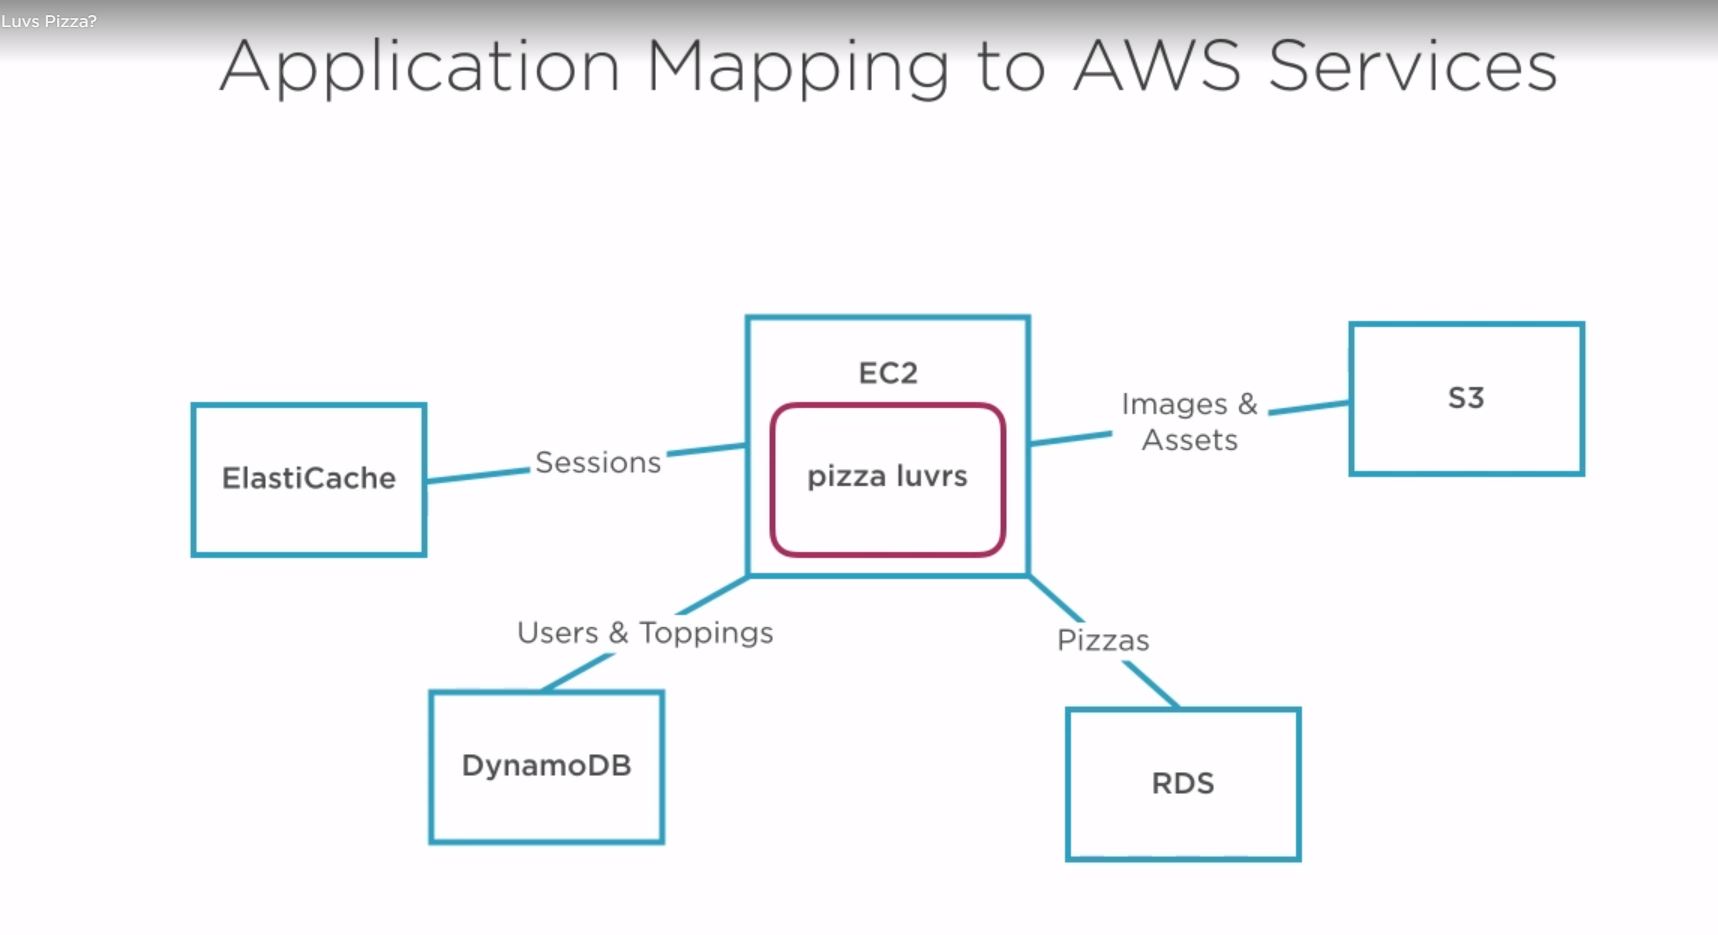 Luvs Pizza?
Application Mapping to AWS Services
EC2
pizza luvrs
ElastiCache
Sessions
Images &
Assets
S3
Users & Toppings
DynamoDB
Pizzas
RDS